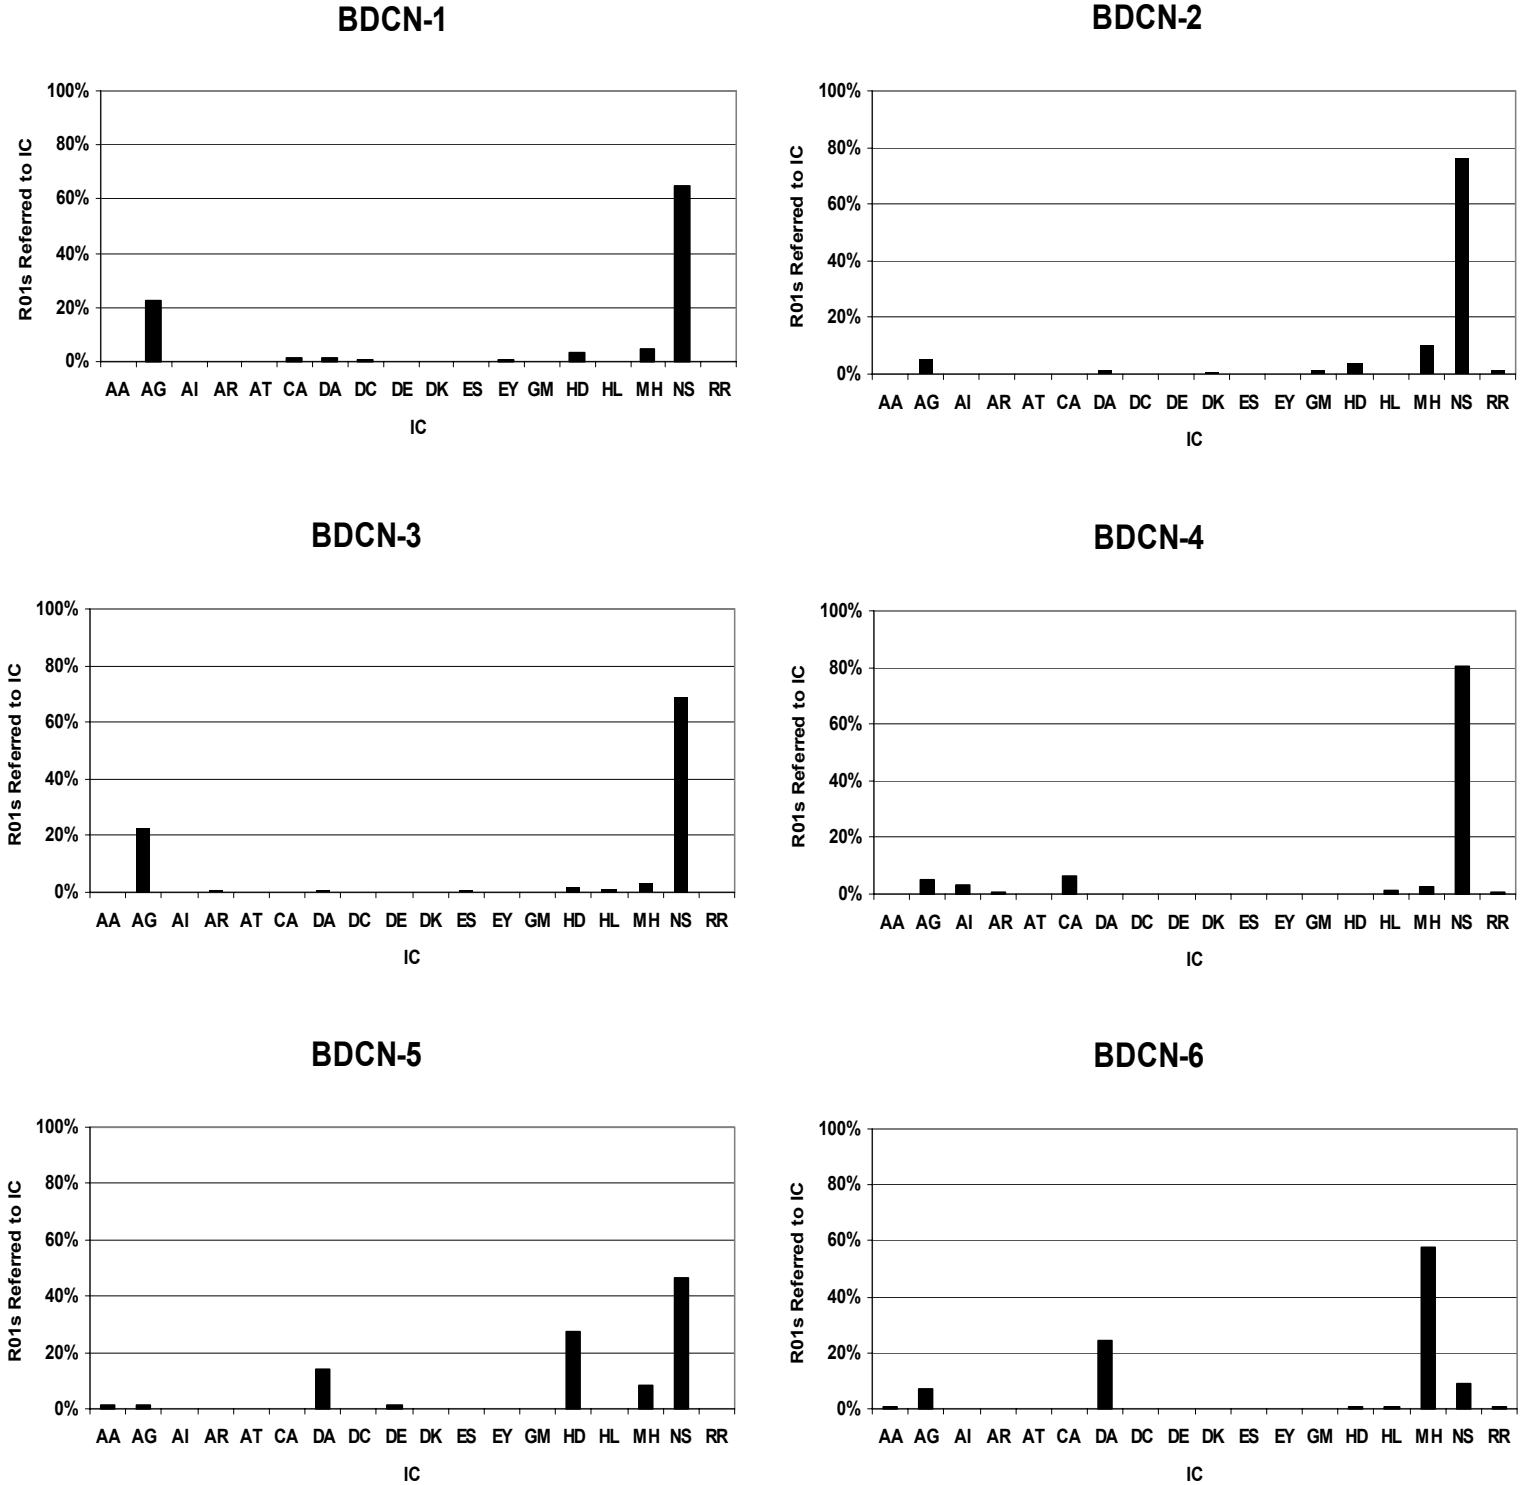 BDCN-1
100%
80%
60%
40%
20%
0%
R01s Referred to IC
AA AG AI AR AT CA DA DC DE DK ES EY GM HD HL MH NS RR
IC
BDCN-2
100%
80%
60%
40%
20%
0%
R01s Referred to IC
AA AG AI AR AT CA DA DC DE DK ES EY GM HD HL MH NS RR
IC
BDCN-3
100%
80%
60%
40%
20%
0%
R01s Referred to IC
AA AG AI AR AT CA DA DC DE DK ES EY GM HD HL MH NS RR
IC
BDCN-4
100%
80%
60%
40%
20%
0%
R01s Referred to IC
AA AG AI AR AT CA DA DC DE DK ES EY GM HD HL MH NS RR
IC
BDCN-5
100%
80%
60%
40%
20%
0%
R01s Referred to IC
AA AG AI AR AT CA DA DC DE DK ES EY GM HD HL MH NS RR
IC
BDCN-6
100%
80%
60%
40%
20%
0%
R01s Referred to IC
AA AG AI AR AT CA DA DC DE DK ES EY GM HD HL MH NS RR
IC